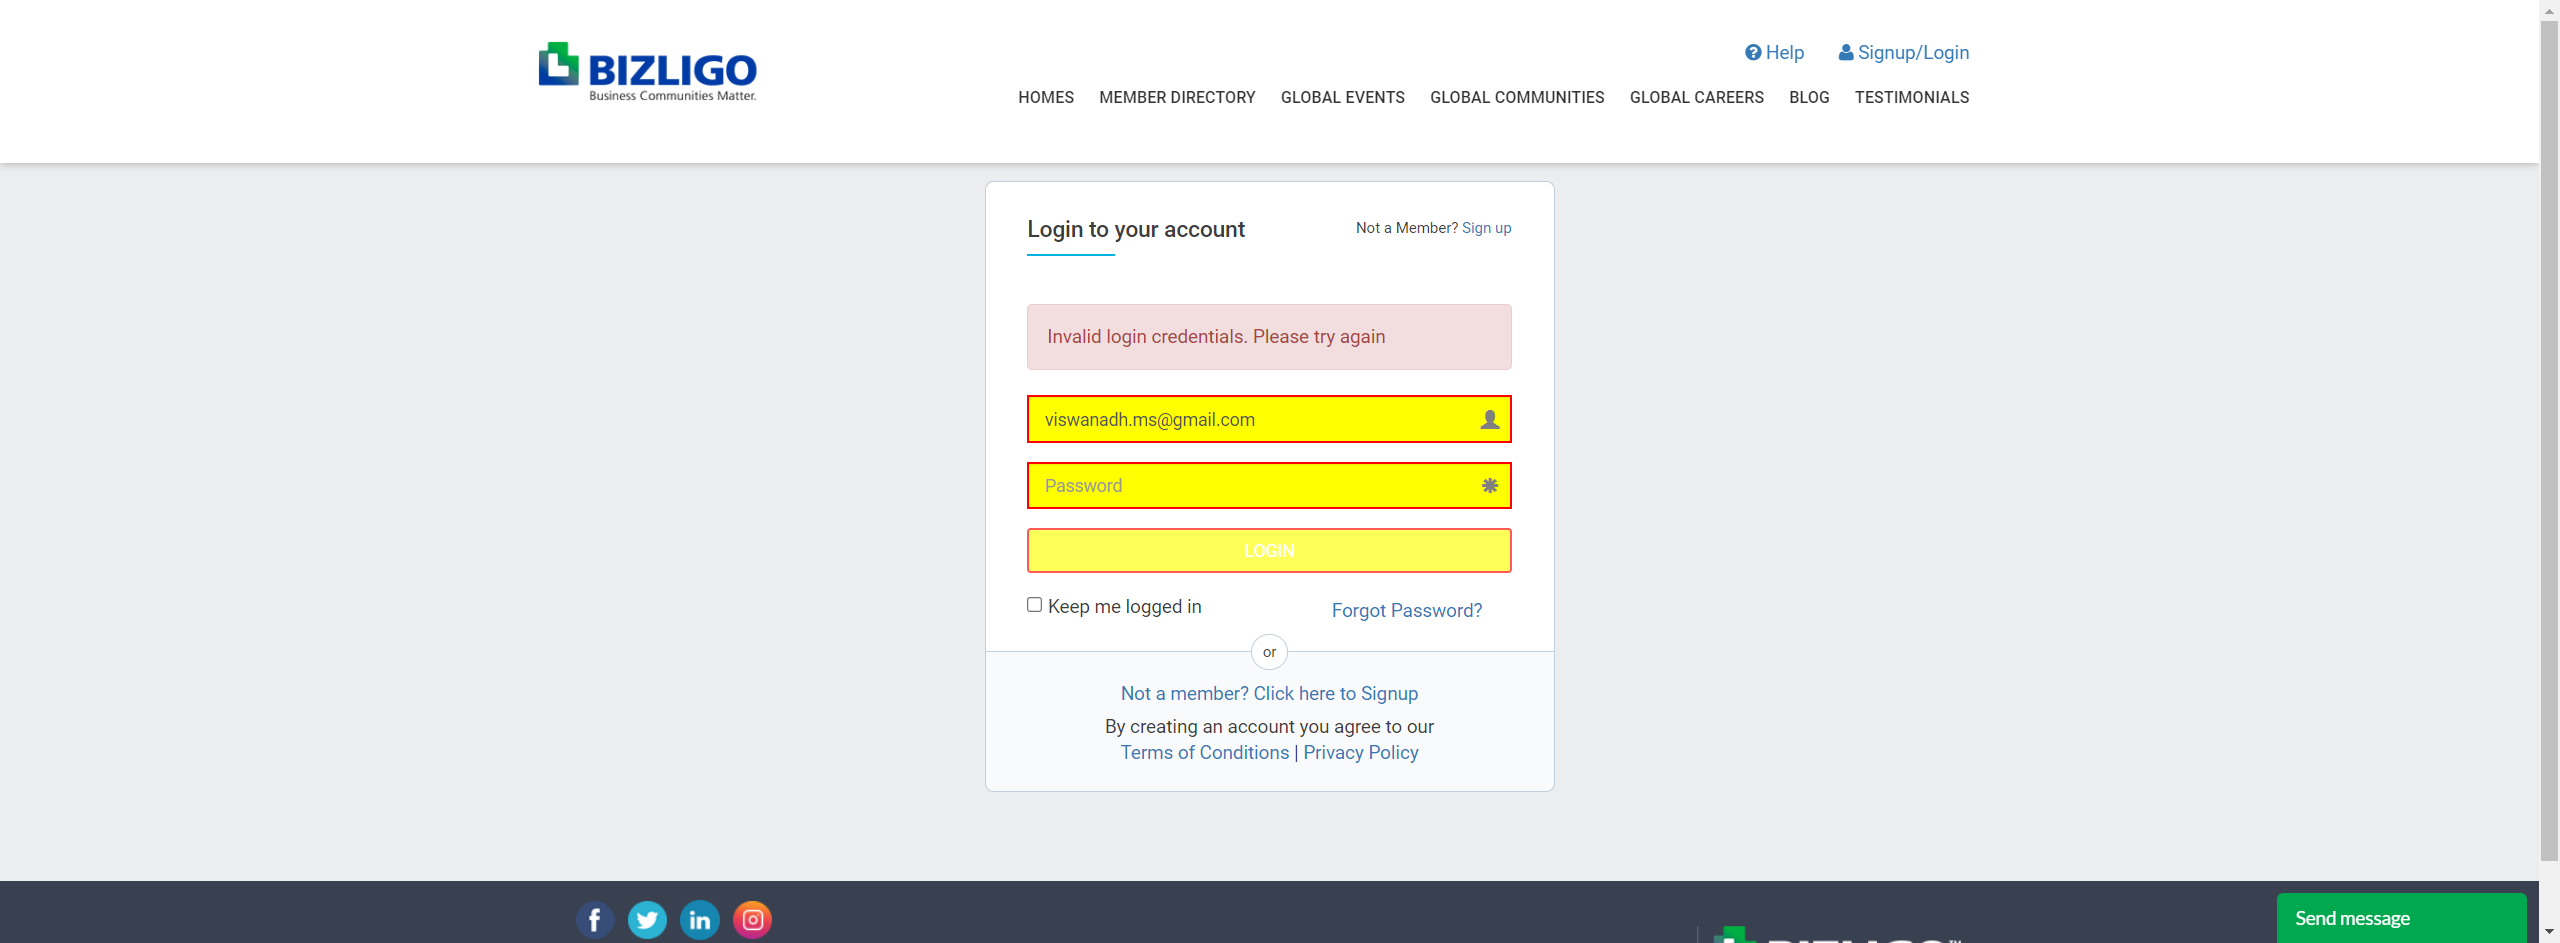 BIZLIGO
Business Communities Matter.
Help Signup/Login
HOMES MEMBER DIRECTORY GLOBAL EVENTS GLOBAL COMMUNITIES GLOBAL CAREERS BLOG TESTIMONIALS
Login to your account
Not a Member? Sign up
Invalid login credentials. Please try again
viswanadh.ms@gmail.com
Password
LOGIN
Keep me logged in Forgot Password?
or
Not a member? Click here to Signup
By creating an account you agree to our
Terms of Conditions | Privacy Policy
Send message